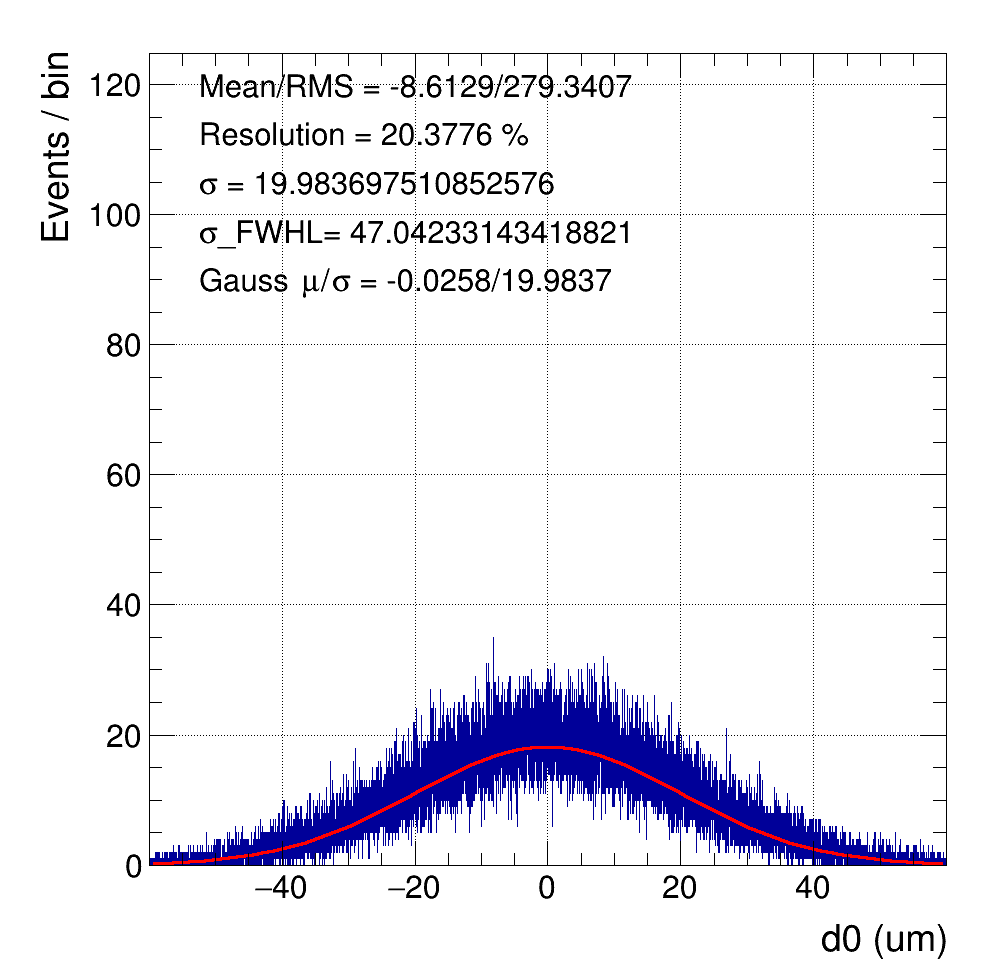 Events / bin
120
100
80
60
40
20
0
Mean/RMS = -8.6129/279.3407
Resolution = 20.3776 %
σ = 19.983697510852576
σ_FWHL= 47.04233143418821
Gauss μ/σ = -0.0258/19.9837
−40 −20 0 20 40
d0 (um)